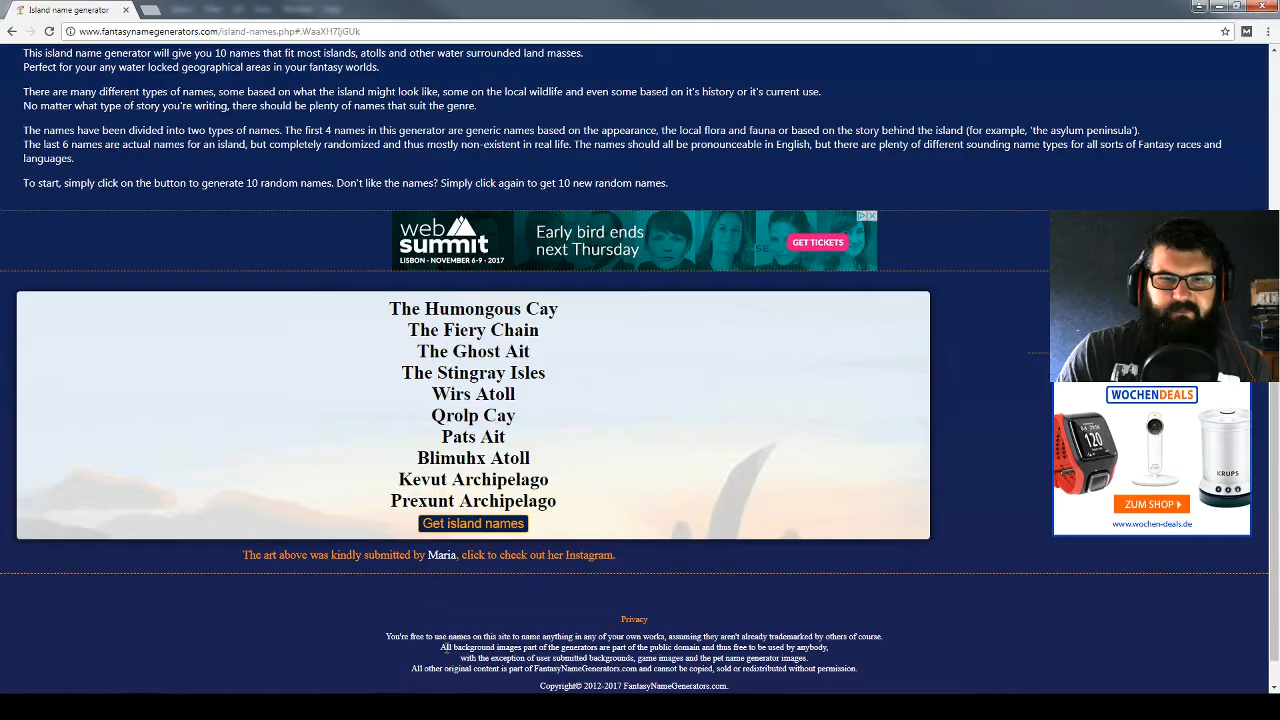 Island name generator
www.fantasynamegenerators.com/island-names.php#.WaaXH7IjGUk
This island name generator will give you 10 names that fit most islands, atolls and other water surrounded land masses.
Perfect for your any water locked geographical areas in your fantasy worlds.
There are many different types of names, some based on what the island might look like, some on the local wildlife and even some based on it's history or it's current use.
No matter what type of story you're writing, there should be plenty of names that suit the genre.
The names have been divided into two types of names. The first 4 names in this generator are generic names based on the appearance, the local flora and fauna or based on the story behind the island (for example, 'the asylum peninsula').
The last 6 names are actual names for an island, but completely randomized and thus mostly non-existent in real life. The names should all be pronounceable in English, but there are plenty of different sounding name types for all sorts of Fantasy races and
languages.
To start, simply click on the button to generate 10 random names. Don't like the names? Simply click again to get 10 new random names.
web
summit
LISBON • NOVEMBER 6-9 • 2017
Early bird ends
next Thursday
GET TICKETS
The Humongous Cay
The Fiery Chain
The Ghost Ait
The Stingray Isles
Wirs Atoll
Qrolp Cay
Pats Ait
Blimuhx Atoll
Kevut Archipelago
Prexunt Archipelago
Get island names
The art above was kindly submitted by Maria, click to check out her Instagram.
WOCHENDEALS
120
KRUPS
ZUM SHOP
www.wochen-deals.de
Privacy
You're free to use names on this site to name anything in any of your own works, assuming they aren't already trademarked by others of course.
All background images part of the generators are part of the public domain and thus free to be used by anybody,
with the exception of user submitted backgrounds, game images and the pet name generator images.
All other original content is part of FantasyNameGenerators.com and cannot be copied, sold or redistributed without permission.
Copyright© 2012-2017 FantasyNameGenerators.com.